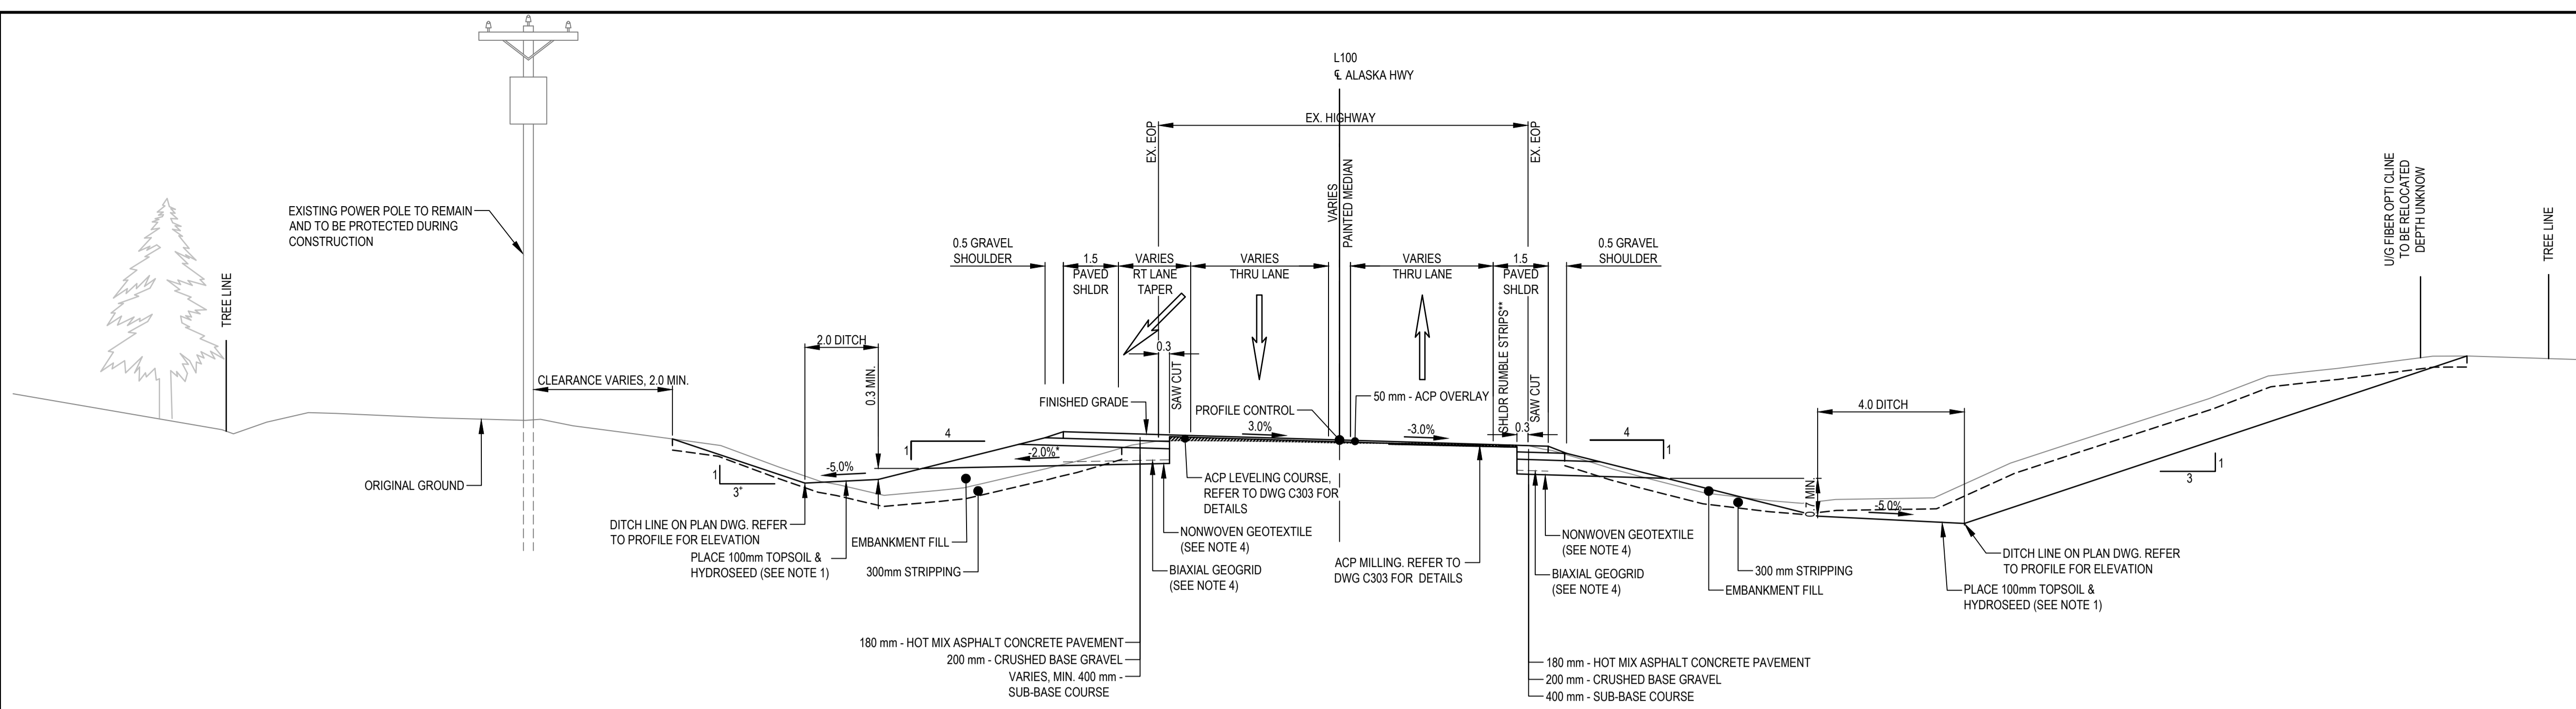 L100
℄ ALASKA HWY
EX. HIGHWAY
EX. EOP
EX. EOP
VARIES
PAINTED MEDIAN
U/G FIBER OPTI CLINE
TO BE RELOCATED
DEPTH UNKNOW
TREE LINE
EXISTING POWER POLE TO REMAIN
AND TO BE PROTECTED DURING
CONSTRUCTION
TREE LINE
0.5 GRAVEL
SHOULDER
1.5
PAVED
SHLDR
VARIES
RT LANE
TAPER
VARIES
THRU LANE
VARIES
THRU LANE
1.5
PAVED
SHLDR
0.5 GRAVEL
SHOULDER
SHLDR RUMBLE STRIPS**
2.0 DITCH
0.3
SAW CUT
0.3
SAW CUT
CLEARANCE VARIES, 2.0 MIN.
0.3 MIN.
FINISHED GRADE
PROFILE CONTROL
50 mm - ACP OVERLAY
4.0 DITCH
3.0%
-3.0%
4
1
-2.0%*
-5.0%
1
3+
4
1
0.7 MIN.
-5.0%
1
3
ORIGINAL GROUND
DITCH LINE ON PLAN DWG. REFER
TO PROFILE FOR ELEVATION
PLACE 100mm TOPSOIL &
HYDROSEED (SEE NOTE 1)
EMBANKMENT FILL
300mm STRIPPING
ACP LEVELING COURSE,
REFER TO DWG C303 FOR
DETAILS
NONWOVEN GEOTEXTILE
(SEE NOTE 4)
BIAXIAL GEOGRID
(SEE NOTE 4)
ACP MILLING. REFER TO
DWG C303 FOR DETAILS
NONWOVEN GEOTEXTILE
(SEE NOTE 4)
BIAXIAL GEOGRID
(SEE NOTE 4)
300 mm STRIPPING
EMBANKMENT FILL
DITCH LINE ON PLAN DWG. REFER
TO PROFILE FOR ELEVATION
PLACE 100mm TOPSOIL &
HYDROSEED (SEE NOTE 1)
180 mm - HOT MIX ASPHALT CONCRETE PAVEMENT
200 mm - CRUSHED BASE GRAVEL
VARIES, MIN. 400 mm -
SUB-BASE COURSE
180 mm - HOT MIX ASPHALT CONCRETE PAVEMENT
200 mm - CRUSHED BASE GRAVEL
400 mm - SUB-BASE COURSE